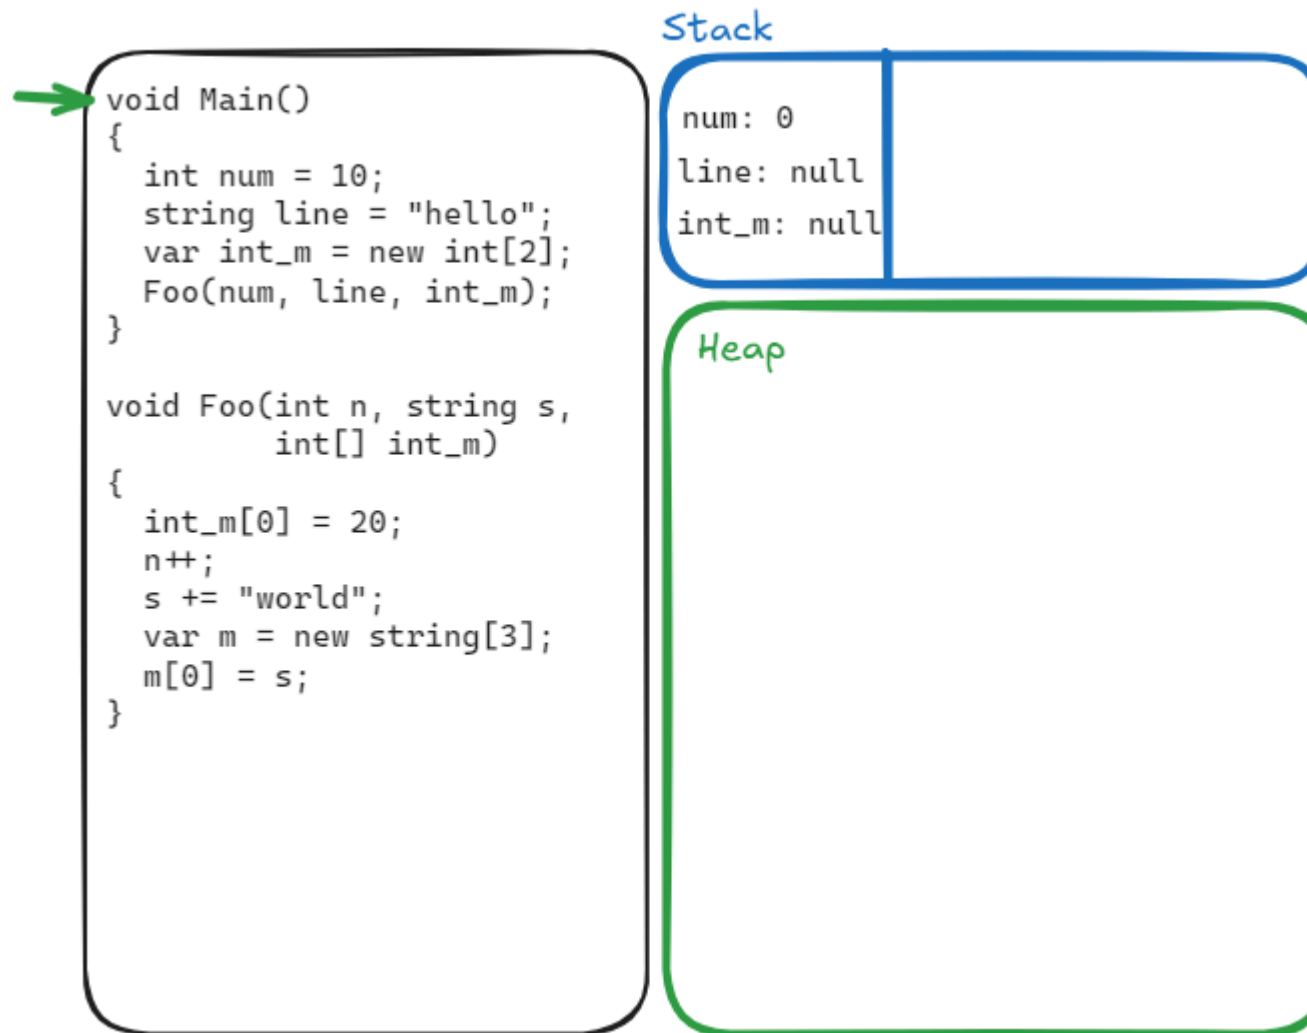 void Main()
{
  int num = 10;
  string line = "hello";
  var int_m = new int[2];
  Foo(num, line, int_m);
}
void Foo(int n, string s,
         int[] int_m)
{
  int_m[0] = 20;
  n++;
  s += "world";
  var m = new string[3];
  m[0] = s;
}
Stack
num: 0
line: null
int_m: null
Heap